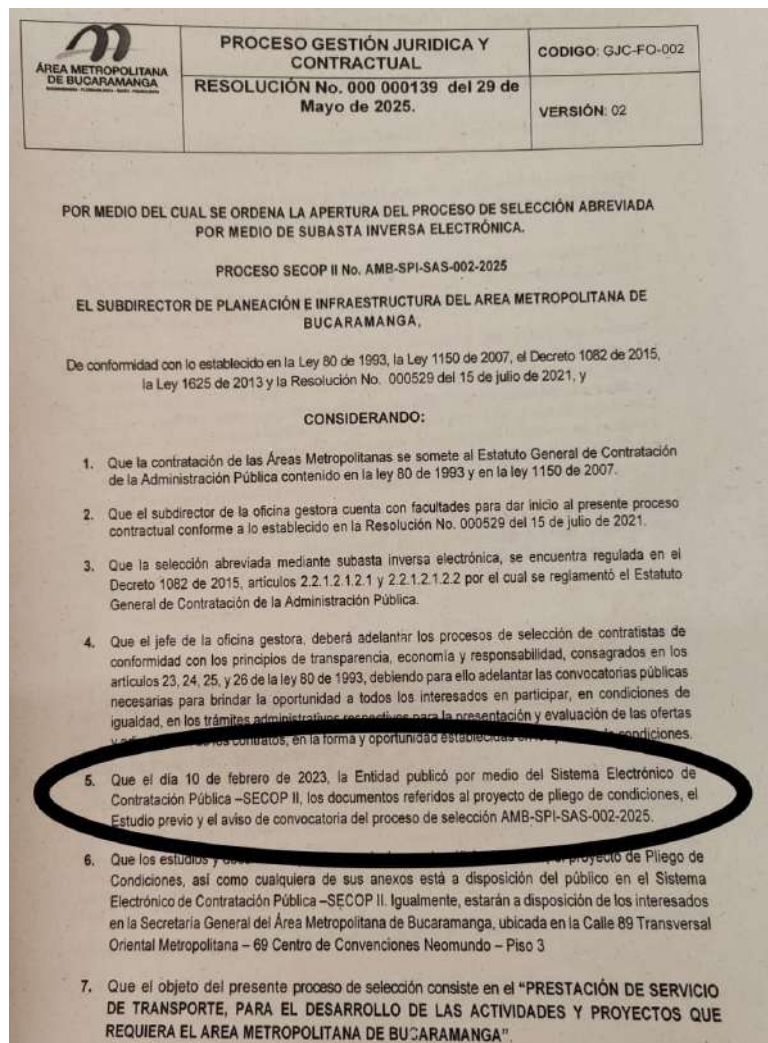 ÁREA METROPOLITANA
DE BUCARAMANGA
PROCESO GESTIÓN JURIDICA Y
CONTRACTUAL
CODIGO: GJC-FO-002
RESOLUCIÓN No. 000 000139 del 29 de
Mayo de 2025.
VERSIÓN: 02
POR MEDIO DEL CUAL SE ORDENA LA APERTURA DEL PROCESO DE SELECCIÓN ABREVIADA
POR MEDIO DE SUBASTA INVERSA ELECTRÓNICA.
PROCESO SECOP II No. AMB-SPI-SAS-002-2025
EL SUBDIRECTOR DE PLANEACIÓN E INFRAESTRUCTURA DEL AREA METROPOLITANA DE
BUCARAMANGA,
De conformidad con lo establecido en la Ley 80 de 1993, la Ley 1150 de 2007, el Decreto 1082 de 2015,
la Ley 1625 de 2013 y la Resolución No. 000529 del 15 de julio de 2021, y
CONSIDERANDO:
1. Que la contratación de las Áreas Metropolitanas se somete al Estatuto General de Contratación
de la Administración Pública contenido en la ley 80 de 1993 y en la ley 1150 de 2007.
2. Que el subdirector de la oficina gestora cuenta con facultades para dar inicio al presente proceso
contractual conforme a lo establecido en la Resolución No. 000529 del 15 de julio de 2021.
3. Que la selección abreviada mediante subasta inversa electrónica, se encuentra regulada en el
Decreto 1082 de 2015, artículos 2.2.1.2.1.2.1 y 2.2.1.2.1.2.2 por el cual se reglamentó el Estatuto
General de Contratación de la Administración Pública.
4. Que el jefe de la oficina gestora, deberá adelantar los procesos de selección de contratistas de
conformidad con los principios de transparencia, economía y responsabilidad, consagrados en los
artículos 23, 24, 25, y 26 de la ley 80 de 1993, debiendo para ello adelantar las convocatorias públicas
necesarias para brindar la oportunidad a todos los interesados en participar, en condiciones de
igualdad, en los trámites administrativos respectivos para la presentación y evaluación de las ofertas
los contratos, en la forma y oportunidad condiciones.
5. Que el día 10 de febrero de 2023, la Entidad publicó por medio del Sistema Electrónico de
Contratación Pública –SECOP II, los documentos referidos al proyecto de pliego de condiciones, el
Estudio previo y el aviso de convocatoria del proceso de selección AMB-SPI-SAS-002-2025.
6. Que los estudios y proyecto de Pliego de
Condiciones, así como cualquiera de sus anexos está a disposición del público en el Sistema
Electrónico de Contratación Pública –SECOP II. Igualmente, estarán a disposición de los interesados
en la Secretaría General del Área Metropolitana de Bucaramanga, ubicada en la Calle 89 Transversal
Oriental Metropolitana – 69 Centro de Convenciones Neomundo – Piso 3
7. Que el objeto del presente proceso de selección consiste en el "PRESTACIÓN DE SERVICIO
DE TRANSPORTE, PARA EL DESARROLLO DE LAS ACTIVIDADES Y PROYECTOS QUE
REQUIERA EL AREA METROPOLITANA DE BUCARAMANGA".